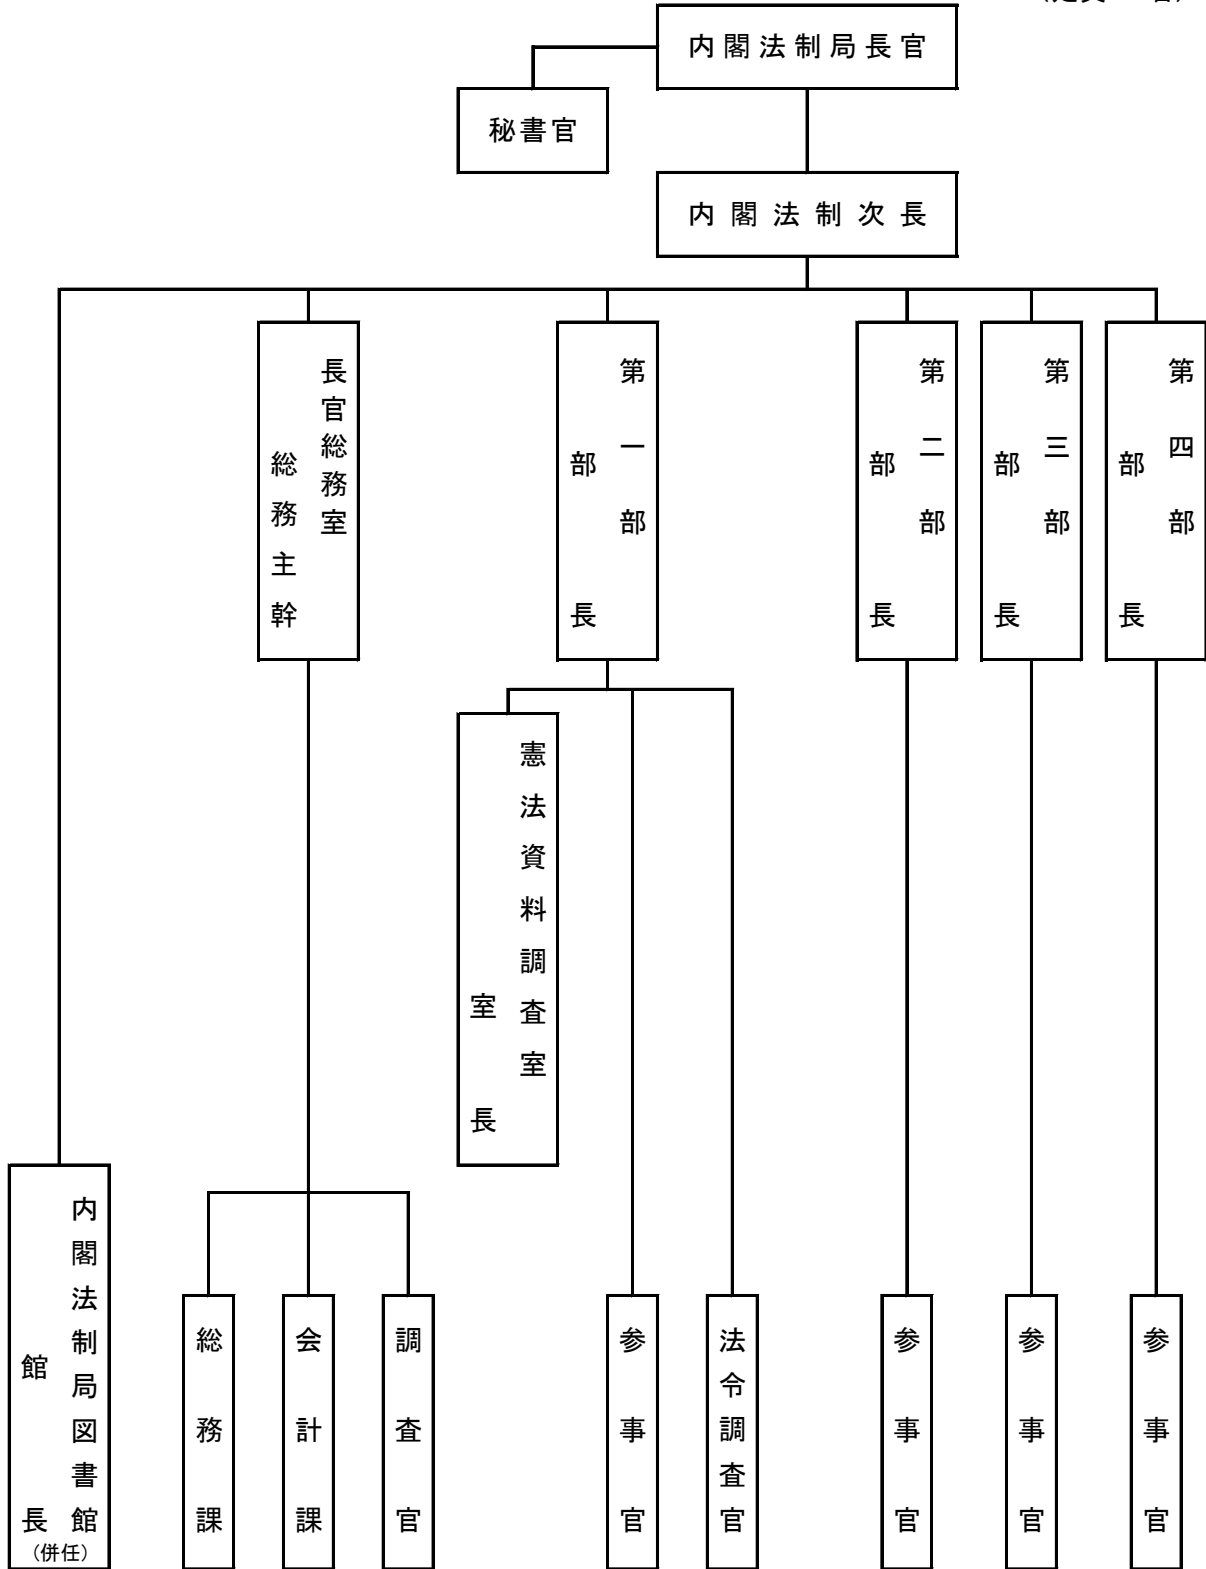 内閣法制局長官
秘書官
内閣法制次長
長官総務室
総務主幹
第一部
部長
第二部
部長
第三部
部長
第四部
部長
憲法資料調査室
室長
内閣法制局図書館
館長
（併任）
総務課
会計課
調査官
参事官
法令調査官
参事官
参事官
参事官